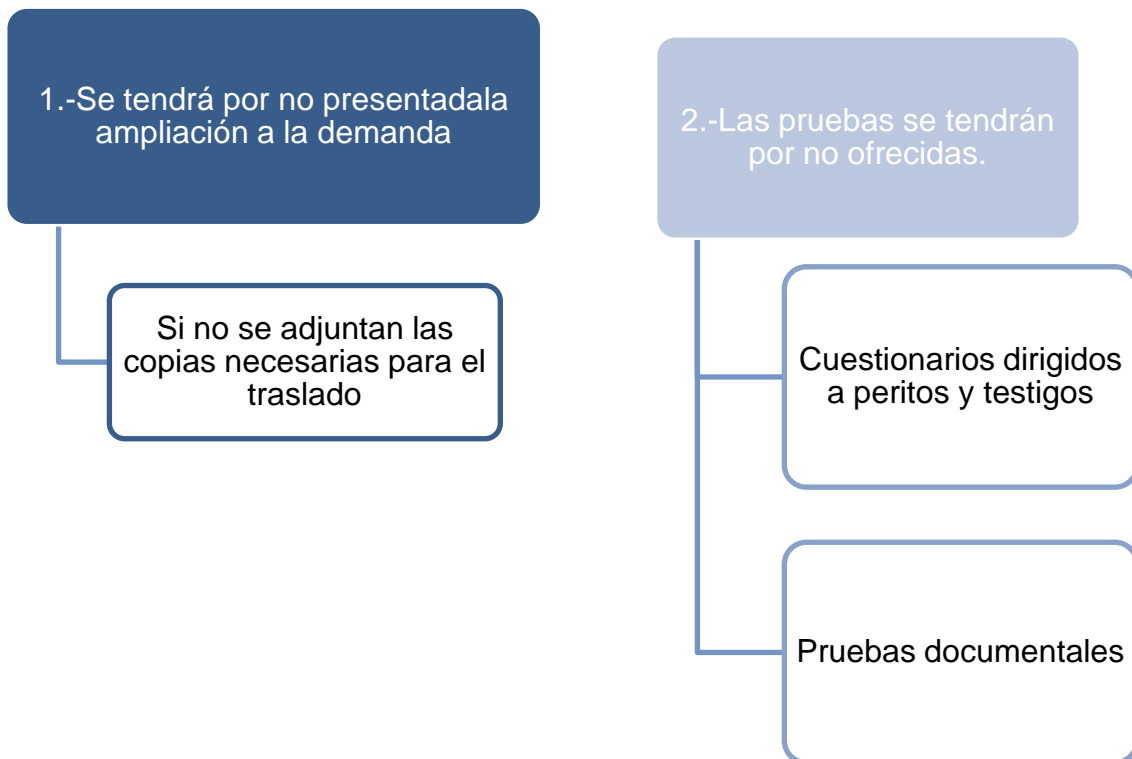 1.-Se tendrá por no presentadala
ampliación a la demanda
Si no se adjuntan las
copias necesarias para el
traslado
2.-Las pruebas se tendrán
por no ofrecidas.
Cuestionarios dirigidos
a peritos y testigos
Pruebas documentales